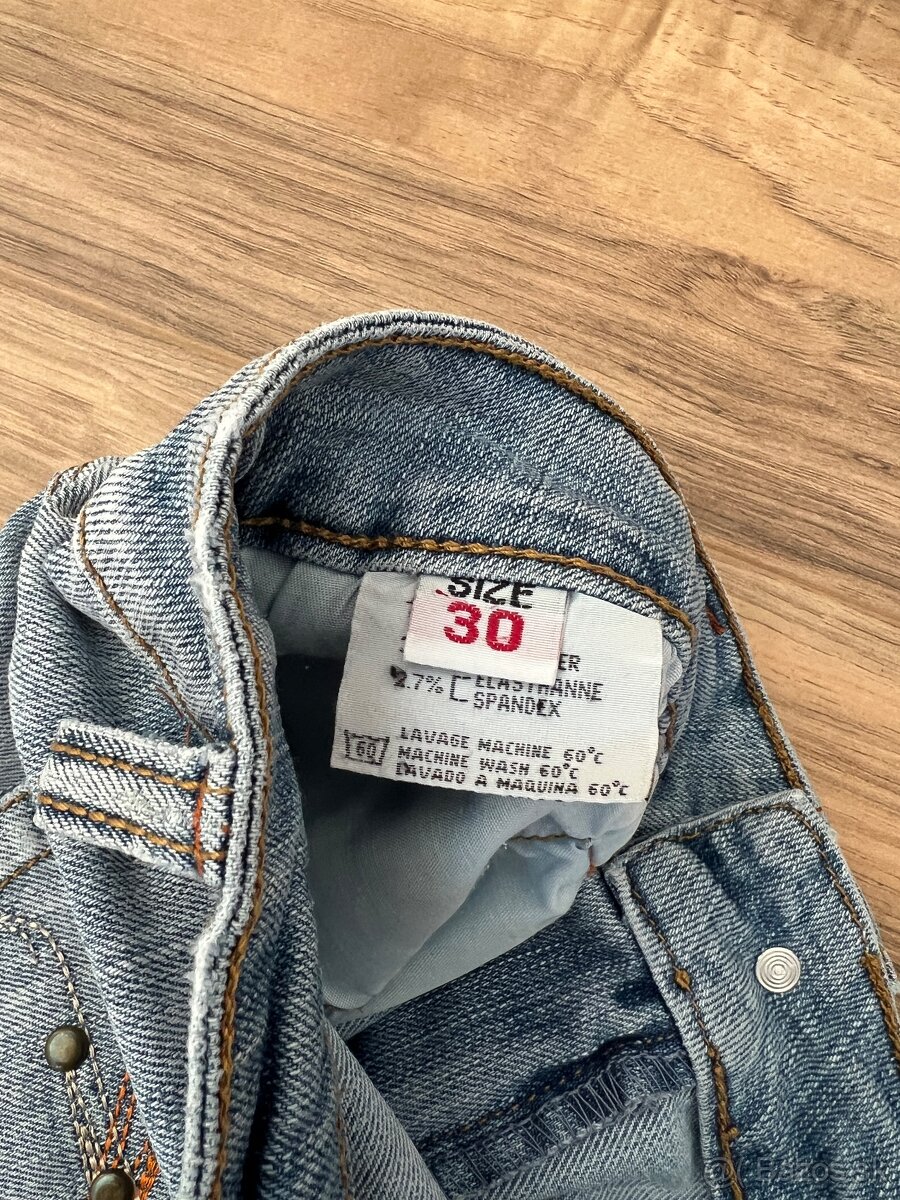 SIZE
30
ER
2.7% ELASTHANNE
SPANDEX
60
LAVAGE MACHINE 60°C
MACHINE WASH 60°C
LAVADO A MAQUINA 60°C